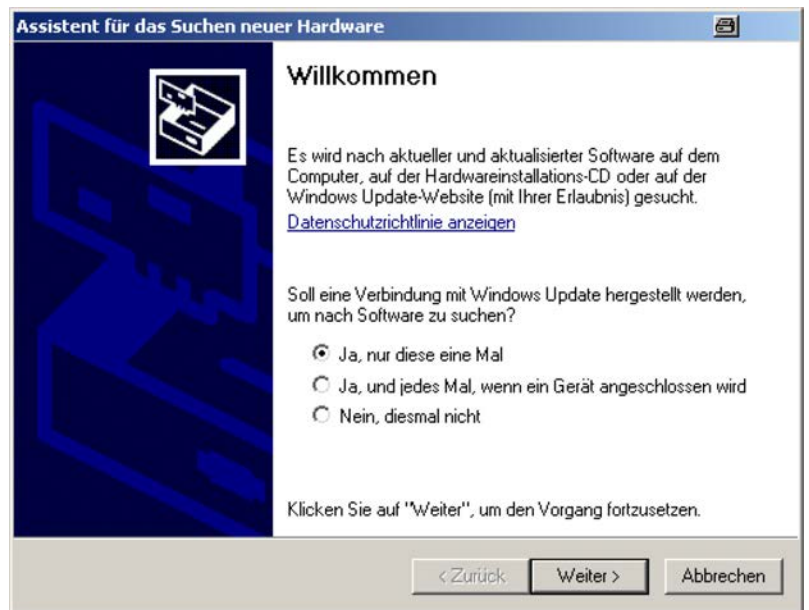 Assistent für das Suchen neuer Hardware
Willkommen
Es wird nach aktueller und aktualisierter Software auf dem
Computer, auf der Hardwareinstallations-CD oder auf der
Windows Update-Website (mit Ihrer Erlaubnis) gesucht.
Datenschutzrichtlinie anzeigen
Soll eine Verbindung mit Windows Update hergestellt werden,
um nach Software zu suchen?
Ja, nur diese eine Mal
Ja, und jedes Mal, wenn ein Gerät angeschlossen wird
Nein, diesmal nicht
Klicken Sie auf "Weiter", um den Vorgang fortzusetzen.
< Zurück Weiter > Abbrechen